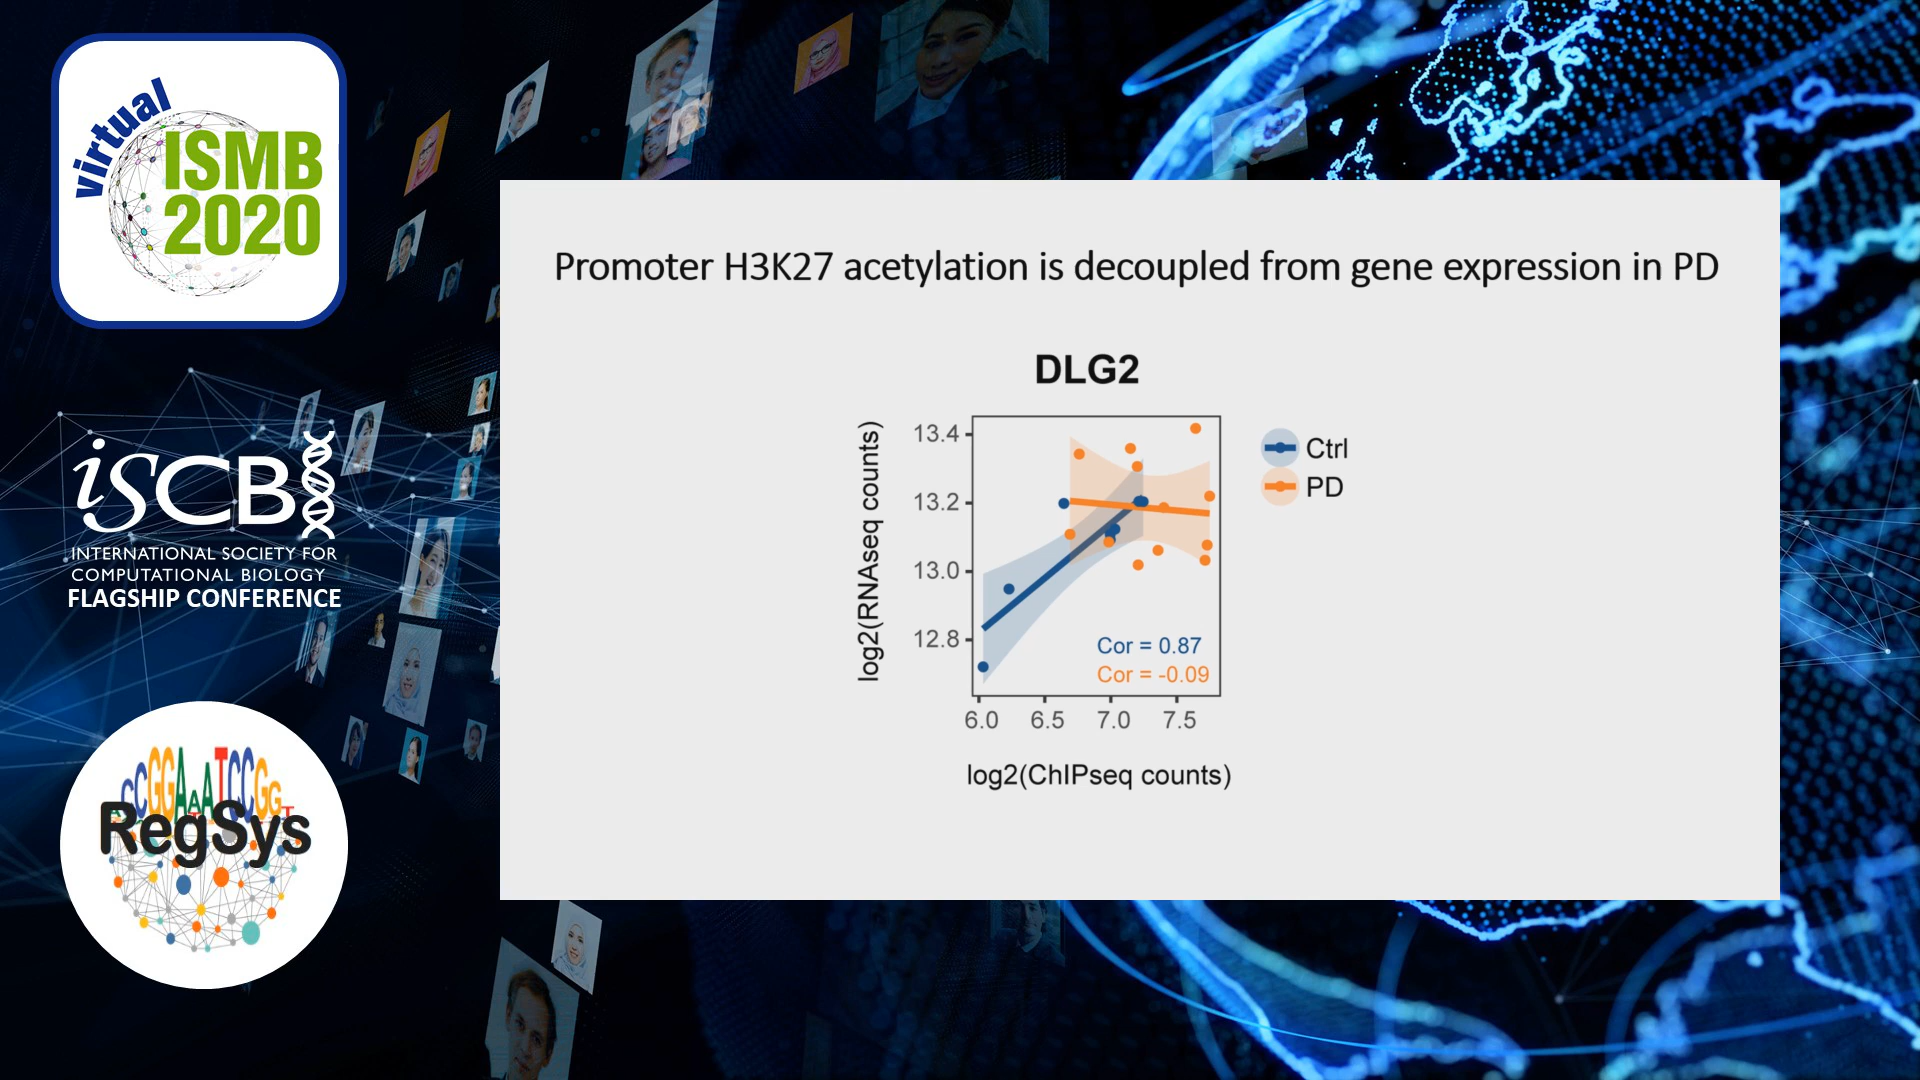 virtual
ISMB
2020
iSCB
INTERNATIONAL SOCIETY FOR
COMPUTATIONAL BIOLOGY
FLAGSHIP CONFERENCE
CCGGAAATCCGGT
RegSys
Promoter H3K27 acetylation is decoupled from gene expression in PD
DLG2
log2(RNAseq counts)
13.4
13.2
13.0
12.8
Cor = 0.87
Cor = -0.09
6.0 6.5 7.0 7.5
log2(ChIPseq counts)
Ctrl
PD